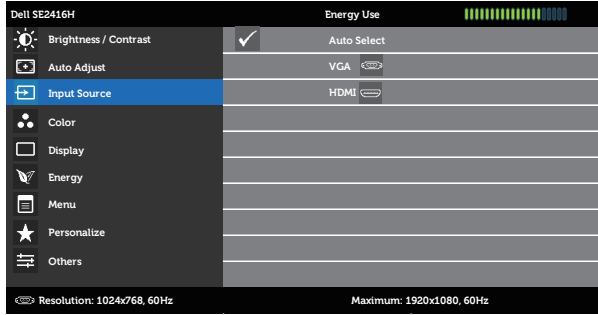 Dell SE2416H Energy Use
Brightness / Contrast Auto Select
Auto Adjust VGA
Input Source HDMI
Color
Display
Energy
Menu
Personalize
Others
Resolution: 1024x768, 60Hz Maximum: 1920x1080, 60Hz